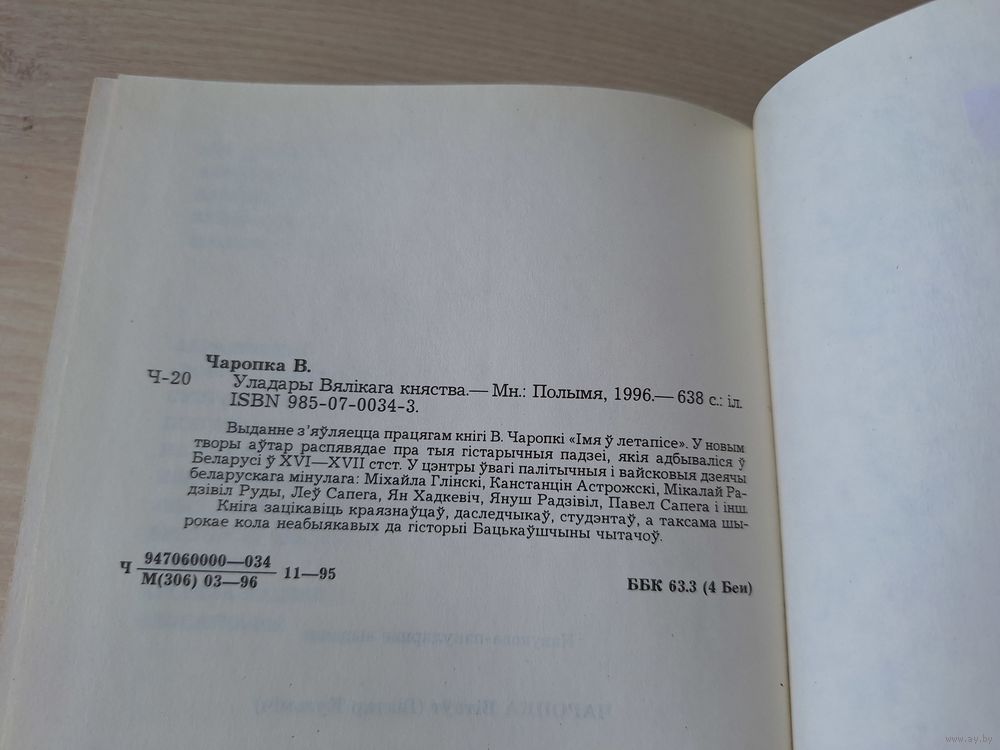 Чаропка В.
Ч-20 Уладары Вялікага княства.— Мн.: Полымя, 1996.— 638 с.: іл.
ISBN 985-07-0034-3.
Выданне з’яўляецца працягам кнігі В. Чаропкі «Імя ў летапісе». У новым
творы аўтар распявядае пра тыя гістарычныя падзеі, якія адбываліся ў
Беларусі ў XVI—XVII стст. У цэнтры ўвагі палітычныя і вайсковыя дзеячы
беларускага мінулага: Міхайла Глінскі, Канстанцін Астрожскі, Мікалай Ра-
дзівіл Руды, Леў Сапега, Ян Хадкевіч, Януш Радзівіл, Павел Сапега і інш.
Кніга зацікавіць краязнаўцаў, даследчыкаў, студэнтаў, а таксама шы-
рокае кола неабыякавых да гісторыі Бацькаўшчыны чытачоў.
Ч 947060000—034
М(306) 03—96 11—95
ББК 63.3 (4 Беи)
www.ay.by